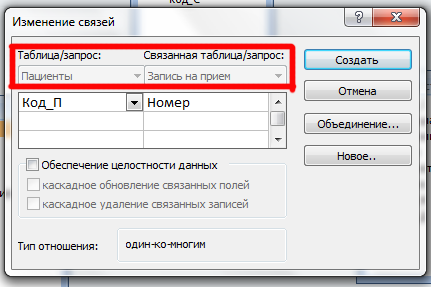 Изменение связей
Таблица/запрос: Связанная таблица/запрос:
Пациенты Запись на прием
Код_П Номер
Обеспечение целостности данных
каскадное обновление связанных полей
каскадное удаление связанных записей
Тип отношения: один-ко-многим
Создать
Отмена
Объединение...
Новое..